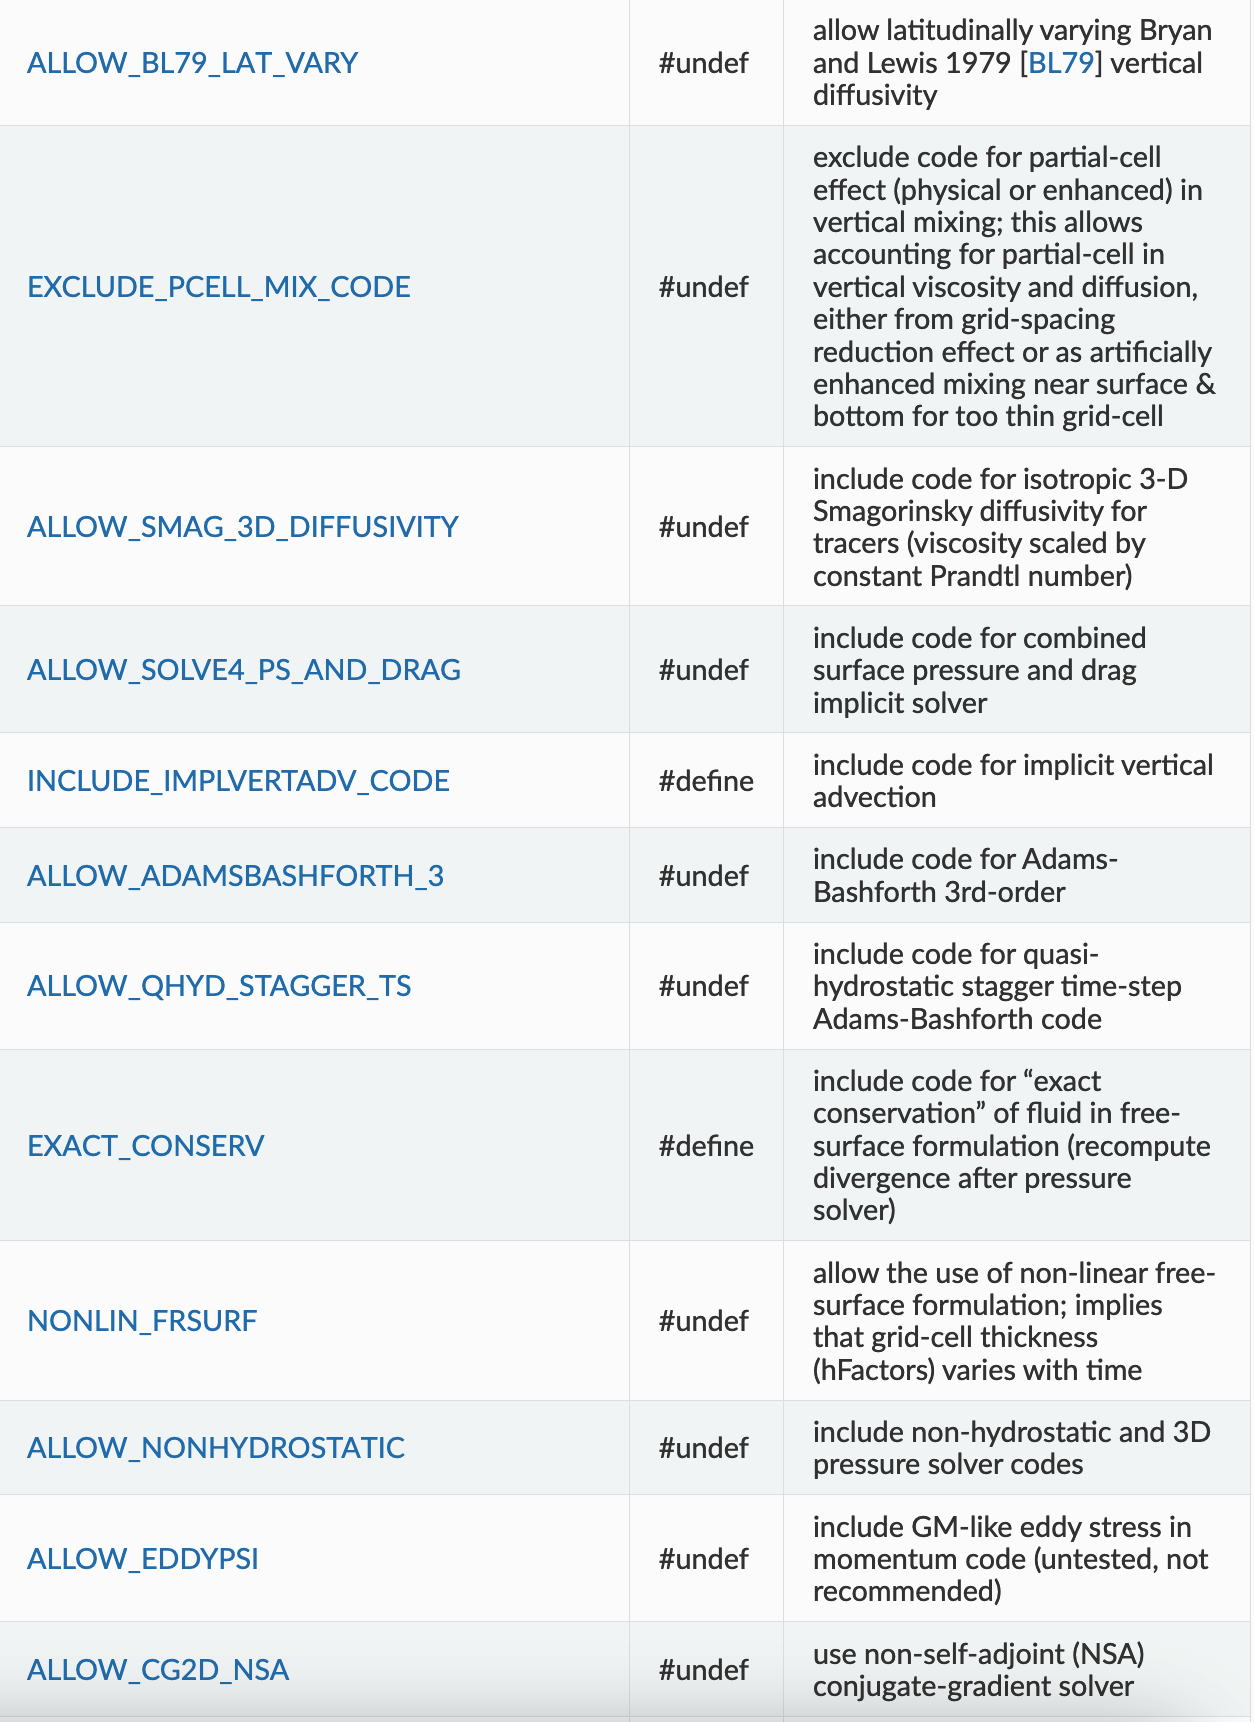 ALLOW_BL79_LAT_VARY
#undef
allow latitudinally varying Bryan
and Lewis 1979 [BL79] vertical
diffusivity
EXCLUDE_PCELL_MIX_CODE
#undef
exclude code for partial-cell
effect (physical or enhanced) in
vertical mixing; this allows
accounting for partial-cell in
vertical viscosity and diffusion,
either from grid-spacing
reduction effect or as artificially
enhanced mixing near surface &
bottom for too thin grid-cell
ALLOW_SMAG_3D_DIFFUSIVITY
#undef
include code for isotropic 3-D
Smagorinsky diffusivity for
tracers (viscosity scaled by
constant Prandtl number)
ALLOW_SOLVE4_PS_AND_DRAG
#undef
include code for combined
surface pressure and drag
implicit solver
INCLUDE_IMPLVERTADV_CODE
#define
include code for implicit vertical
advection
ALLOW_ADAMSBASHFORTH_3
#undef
include code for Adams-
Bashforth 3rd-order
ALLOW_QHYD_STAGGER_TS
#undef
include code for quasi-
hydrostatic stagger time-step
Adams-Bashforth code
EXACT_CONSERV
#define
include code for “exact
conservation” of fluid in free-
surface formulation (recompute
divergence after pressure
solver)
NONLIN_FRSURF
#undef
allow the use of non-linear free-
surface formulation; implies
that grid-cell thickness
(hFactors) varies with time
ALLOW_NONHYDROSTATIC
#undef
include non-hydrostatic and 3D
pressure solver codes
ALLOW_EDDYPSI
#undef
include GM-like eddy stress in
momentum code (untested, not
recommended)
ALLOW_CG2D_NSA
#undef
use non-self-adjoint (NSA)
conjugate-gradient solver